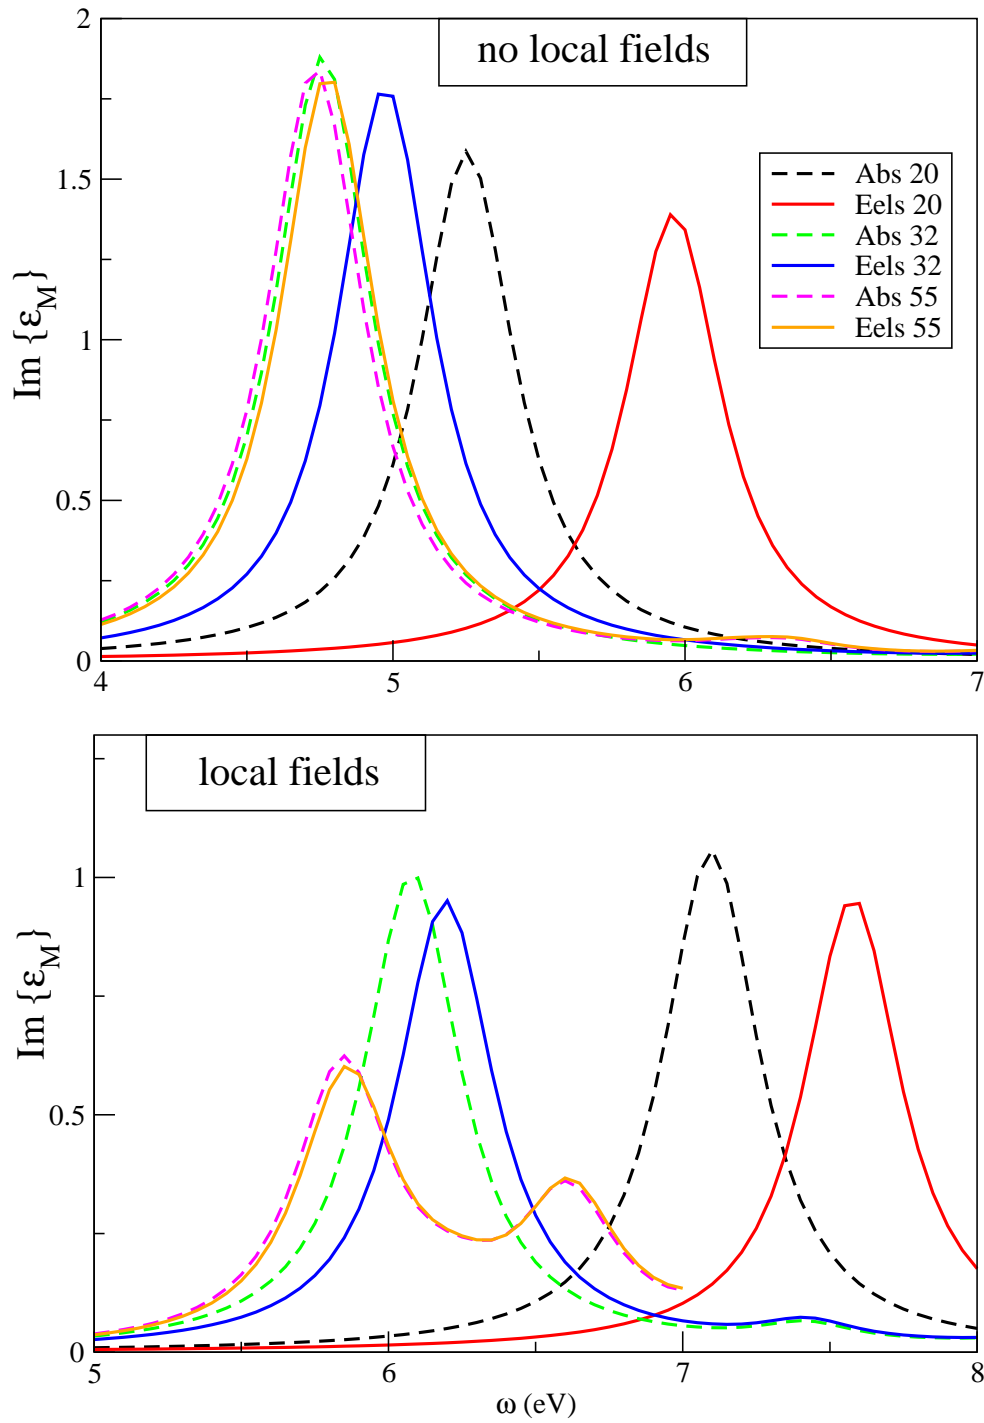 2
no local fields
1.5
Abs 20
Eels 20
Abs 32
Eels 32
Abs 55
Eels 55
Im {ε_M}
1
0.5
0
4
5
6
7
local fields
1
Im {ε_M}
0.5
0
5
6
7
8
ω (eV)